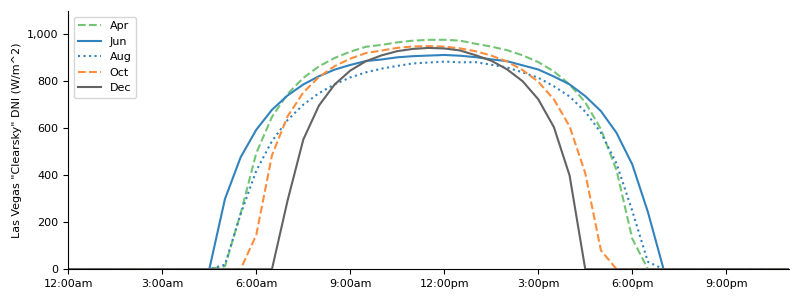 Apr
Jun
Aug
Oct
Dec
Las Vegas "Clearsky" DNI (W/m^2)
1,000
800
600
400
200
0
12:00am 3:00am 6:00am 9:00am 12:00pm 3:00pm 6:00pm 9:00pm